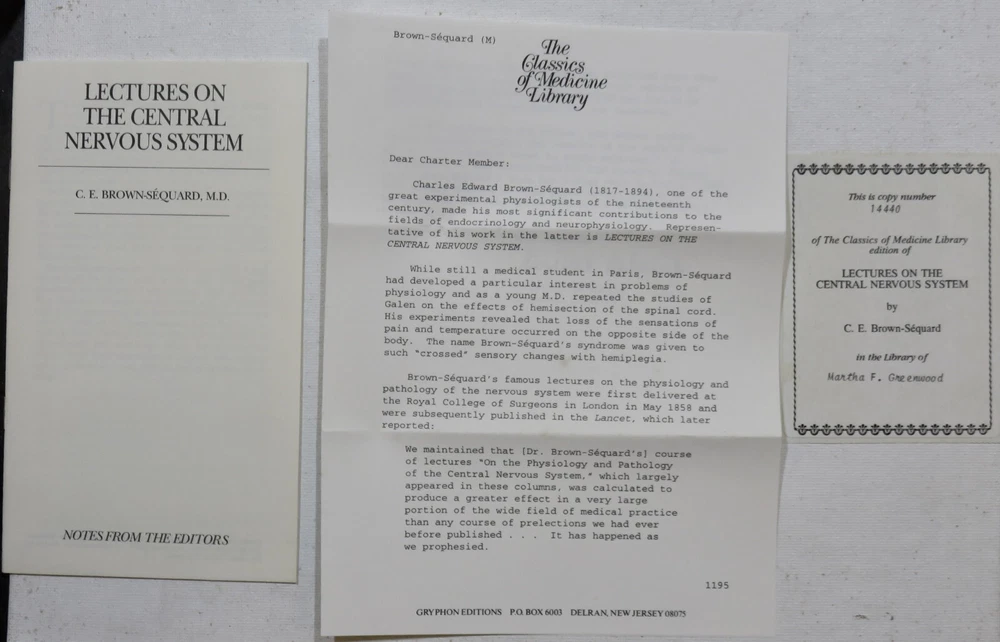 LECTURES ON
THE CENTRAL
NERVOUS SYSTEM
C. E. BROWN-SÉQUARD, M.D.
NOTES FROM THE EDITORS
Brown-Séquard (M)
The
Classics
of Medicine
Library
Dear Charter Member:
Charles Edward Brown-Séquard (1817-1894), one of the
great experimental physiologists of the nineteenth
century, made his most significant contributions to the
fields of endocrinology and neurophysiology. Represen-
tative of his work in the latter is LECTURES ON THE
CENTRAL NERVOUS SYSTEM.
While still a medical student in Paris, Brown-Séquard
had developed a particular interest in problems of
physiology and as a young M.D. repeated the studies of
Galen on the effects of hemisection of the spinal cord.
His experiments revealed that loss of the sensations of
pain and temperature occurred on the opposite side of the
body. The name Brown-Séquard's syndrome was given to
such "crossed" sensory changes with hemiplegia.
Brown-Séquard's famous lectures on the physiology and
pathology of the nervous system were first delivered at
the Royal College of Surgeons in London in May 1858 and
were subsequently published in the Lancet, which later
reported:
We maintained that [Dr. Brown-Séquard's] course
of lectures "On the Physiology and Pathology
of the Central Nervous System," which largely
appeared in these columns, was calculated to
produce a greater effect in a very large
portion of the wide field of medical practice
than any course of prelections we had ever
before published . . . It has happened as
we prophesied.
1195
GRYPHON EDITIONS P.O. BOX 6003 DELRAN, NEW JERSEY 08075
This is copy number
14440
of The Classics of Medicine Library
edition of
LECTURES ON THE
CENTRAL NERVOUS SYSTEM
by
C. E. Brown-Séquard
in the Library of
Martha F. Greenwood